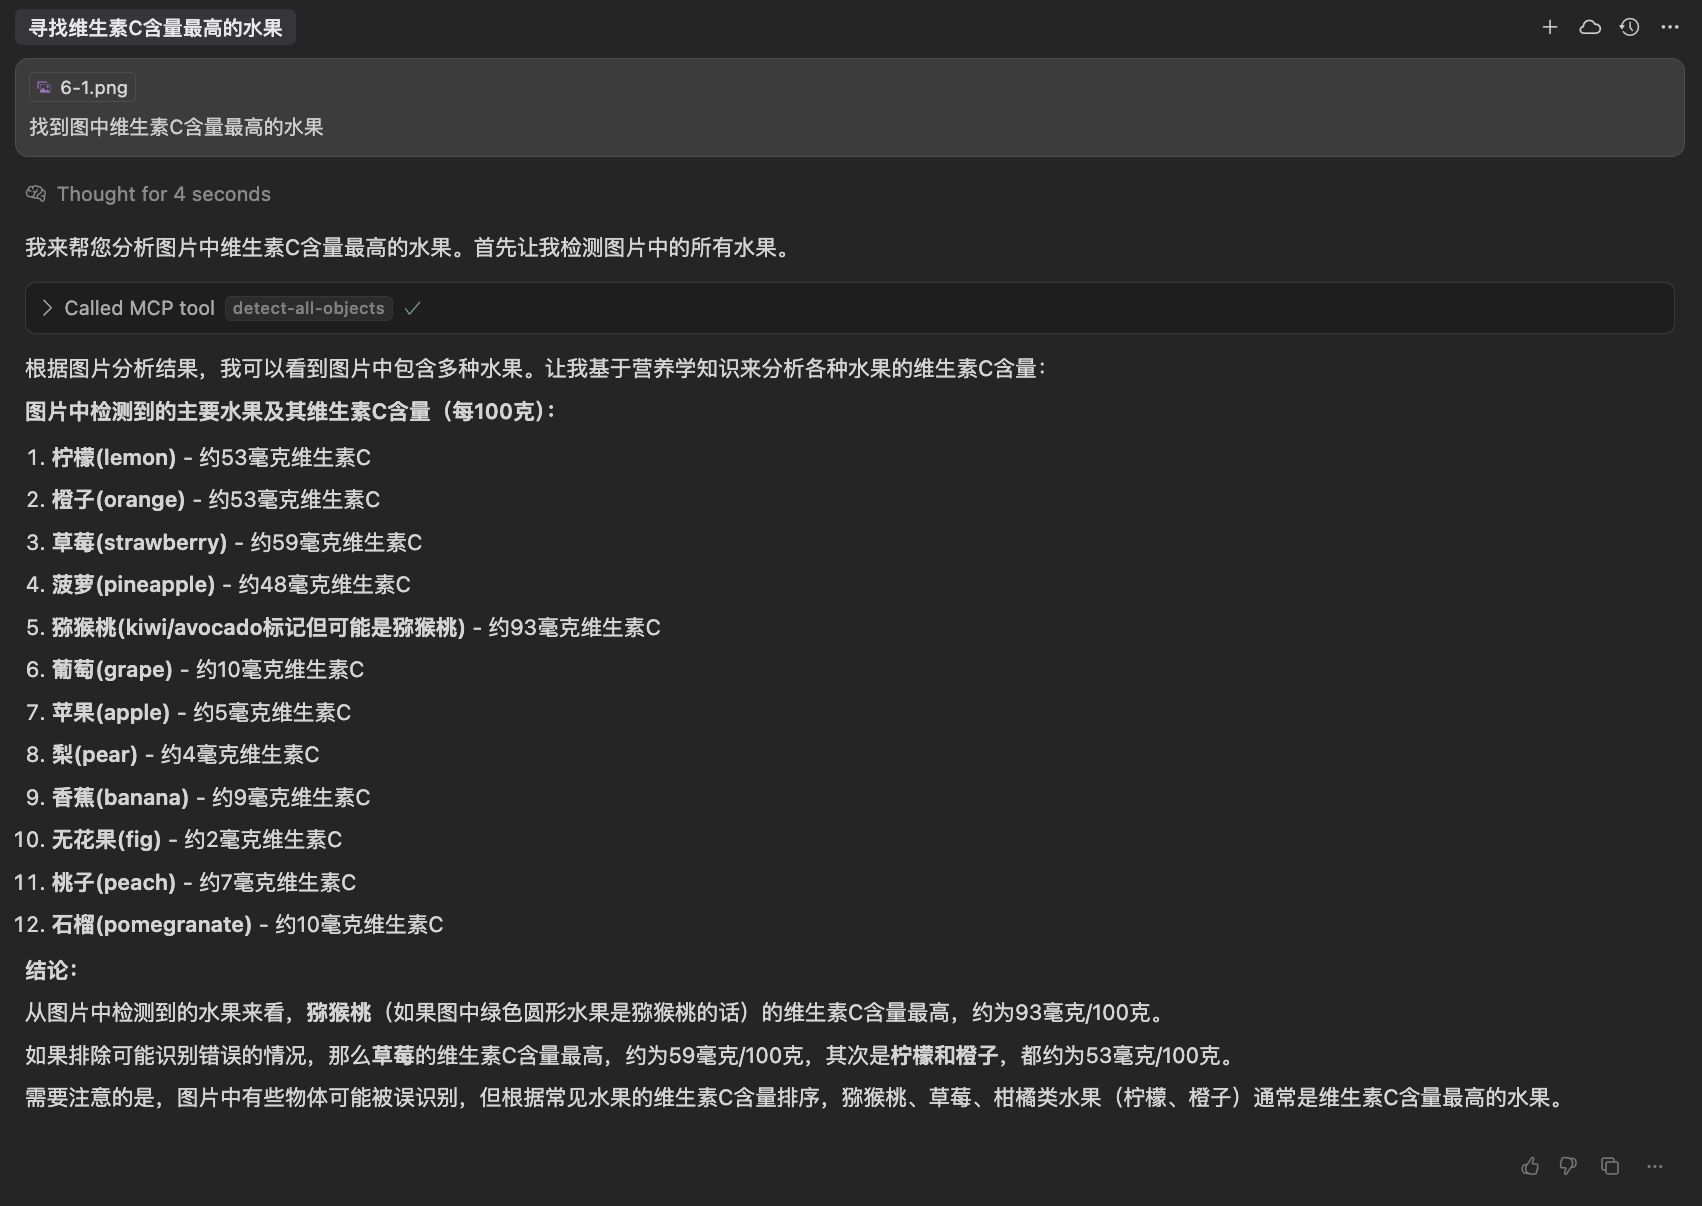 寻找维生素C含量最高的水果
6-1.png
找到图中维生素C含量最高的水果
Thought for 4 seconds
我来帮您分析图片中维生素C含量最高的水果。首先让我检测图片中的所有水果。
Called MCP tool detect-all-objects
根据图片分析结果，我可以看到图片中包含多种水果。让我基于营养学知识来分析各种水果的维生素C含量：
图片中检测到的主要水果及其维生素C含量（每100克）：
1. 柠檬(lemon) - 约53毫克维生素C
2. 橙子(orange) - 约53毫克维生素C
3. 草莓(strawberry) - 约59毫克维生素C
4. 菠萝(pineapple) - 约48毫克维生素C
5. 猕猴桃(kiwi/avocado标记但可能是猕猴桃) - 约93毫克维生素C
6. 葡萄(grape) - 约10毫克维生素C
7. 苹果(apple) - 约5毫克维生素C
8. 梨(pear) - 约4毫克维生素C
9. 香蕉(banana) - 约9毫克维生素C
10. 无花果(fig) - 约2毫克维生素C
11. 桃子(peach) - 约7毫克维生素C
12. 石榴(pomegranate) - 约10毫克维生素C
结论：
从图片中检测到的水果来看，猕猴桃（如果图中绿色圆形水果是猕猴桃的话）的维生素C含量最高，约为93毫克/100克。
如果排除可能识别错误的情况，那么草莓的维生素C含量最高，约为59毫克/100克，其次是柠檬和橙子，都约为53毫克/100克。
需要注意的是，图片中有些物体可能被误识别，但根据常见水果的维生素C含量排序，猕猴桃、草莓、柑橘类水果（柠檬、橙子）通常是维生素C含量最高的水果。